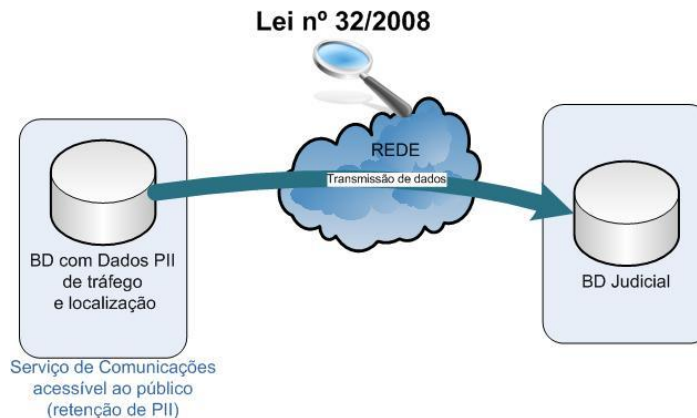 Lei nº 32/2008
REDE
Transmissão de dados
BD com Dados PII
de tráfego
e localização
BD Judicial
Serviço de Comunicações
acessível ao público
(retenção de PII)